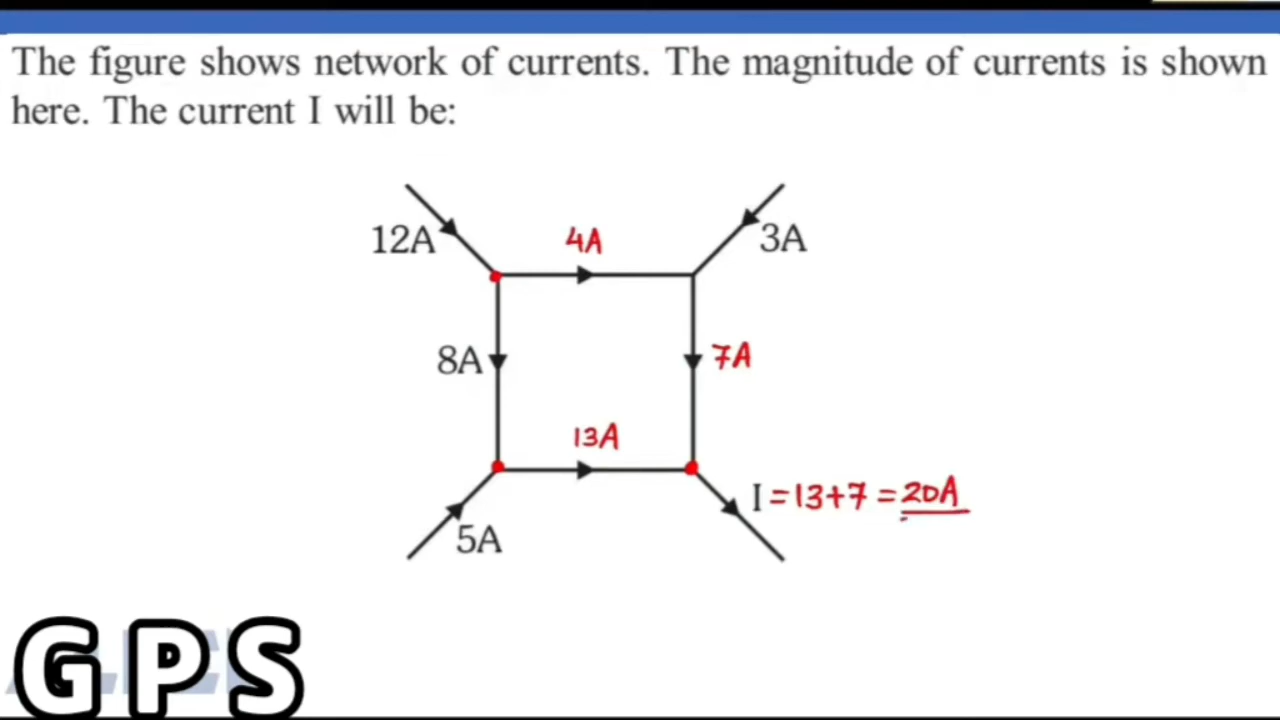 The figure shows network of currents. The magnitude of currents is shown
here. The current I will be:
12A
4A
3A
8A
7A
13A
I = 13+7 = 20A
5A
GPS